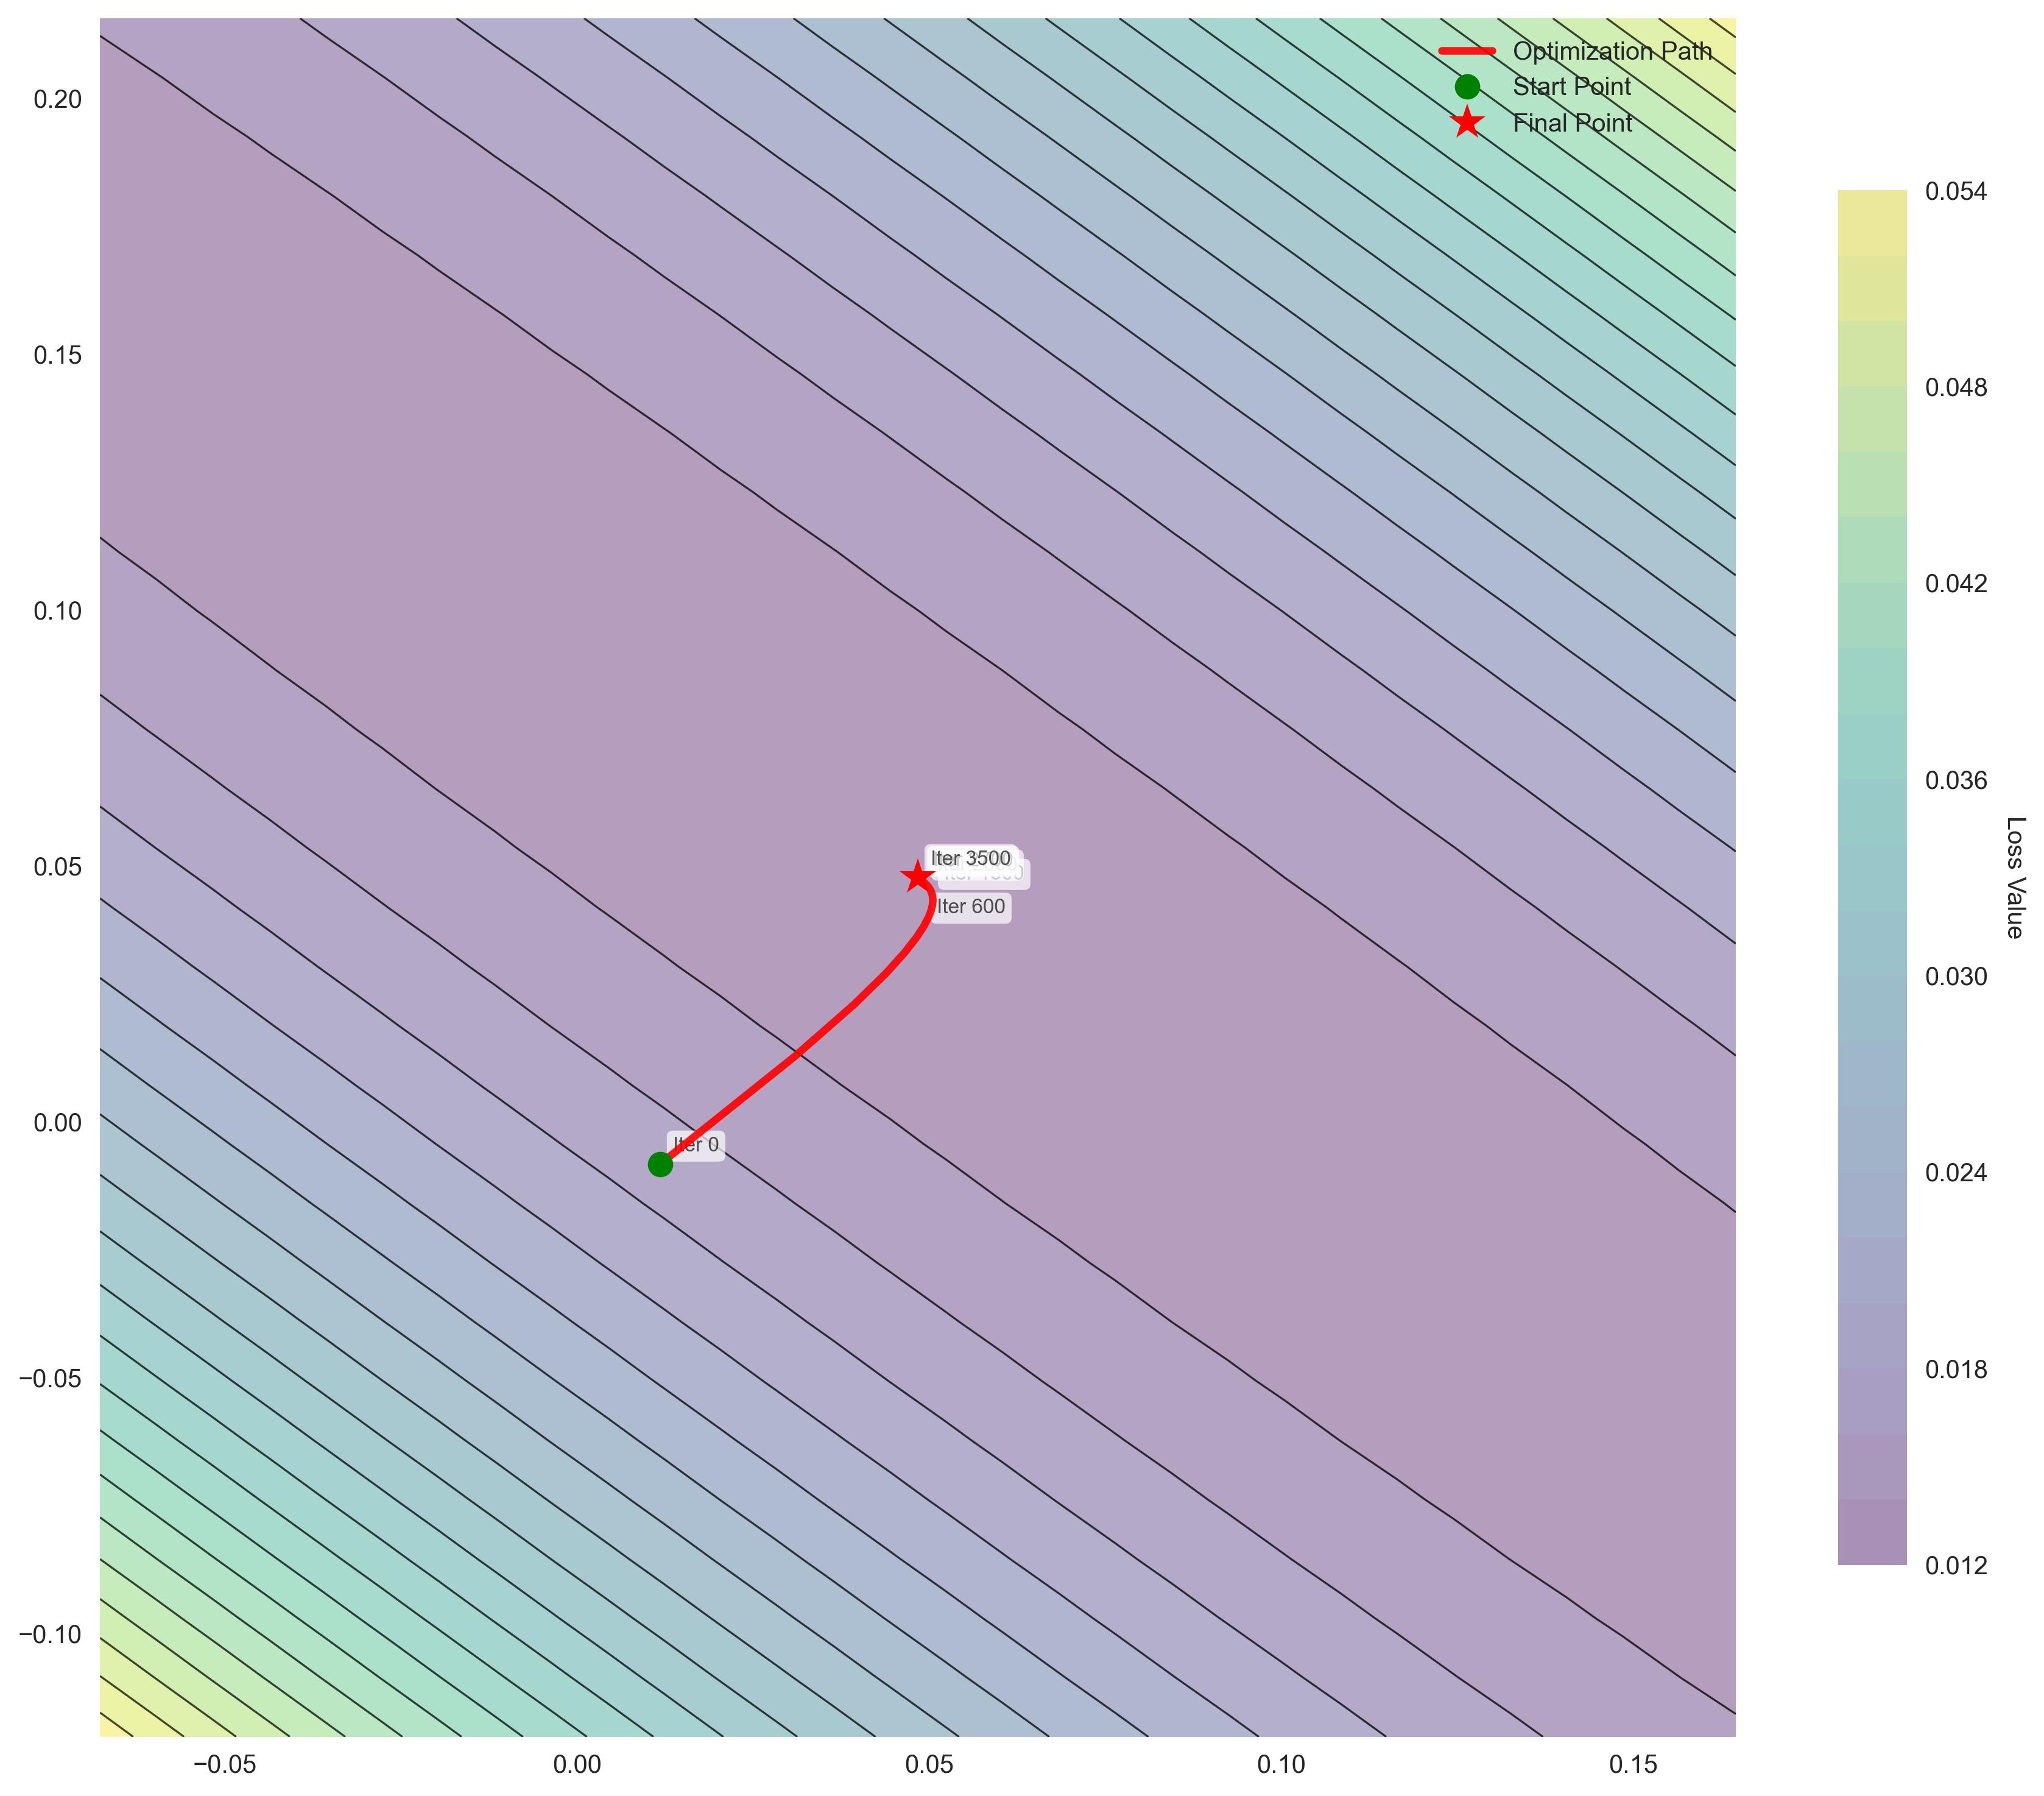 Optimization Path
Start Point
Final Point
0.20
0.15
0.10
0.05
0.00
−0.05
−0.10
−0.05
0.00
0.05
0.10
0.15
Iter 3500
Iter 600
Iter 0
0.054
0.048
0.042
0.036
0.030
0.024
0.018
0.012
Loss Value